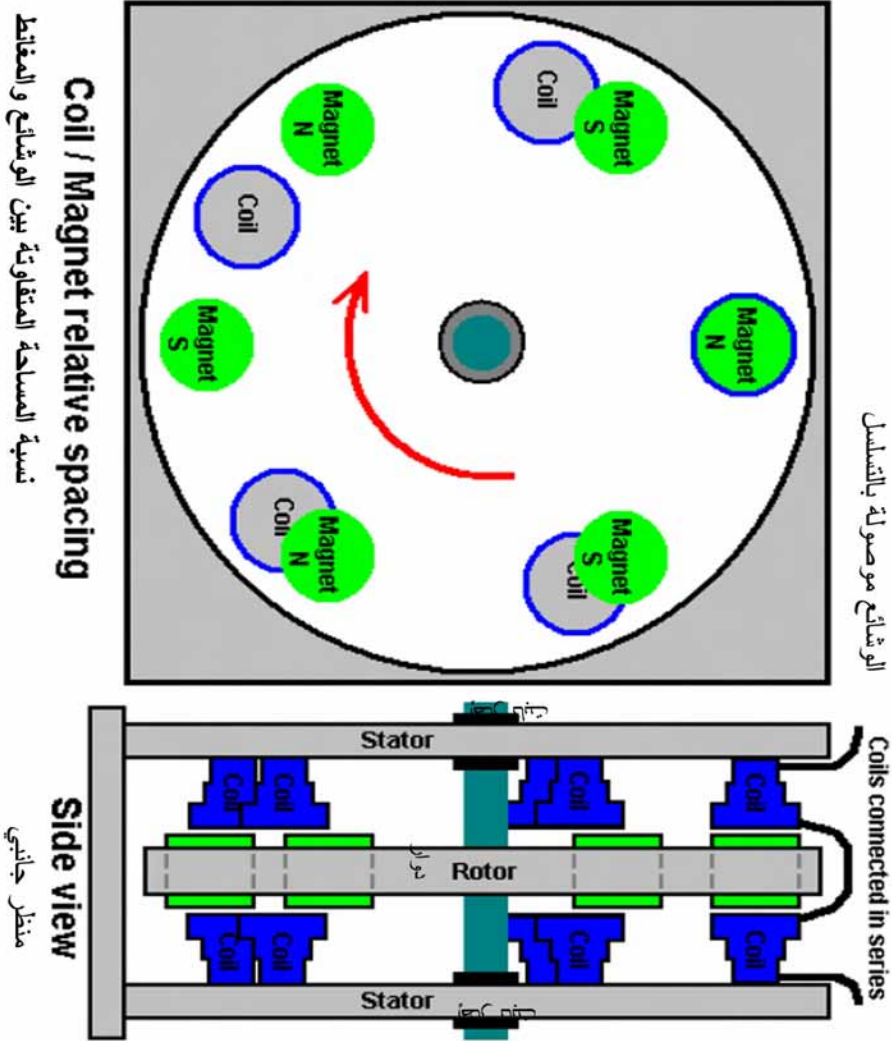 الوشائع موصولة بالتسلسل
Magnet
N
Magnet
S
Magnet
S
Coil
Coil
Magnet
N
Magnet
N
Coil
Coil
Magnet
S
Coil / Magnet relative spacing
نسبة المساحة المتفاوتة بين الوشائع والمغانط
Coils connected in series
Coil
Coil
Coil
Coil
Stator
Rotor
Stator
دوار
Coil
Coil
Coil
Coil
Side view
منظر جانبي